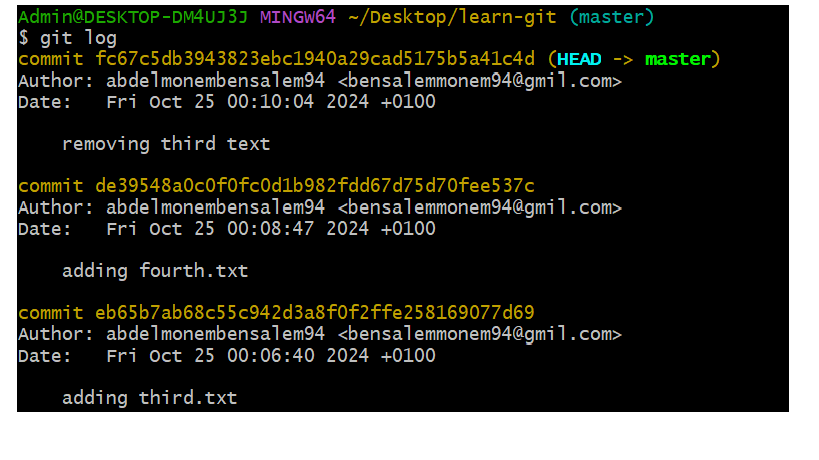 Admin@DESKTOP-DM4UJ3J MINGW64 ~/Desktop/learn-git (master)
$ git log
commit fc67c5db3943823ebc1940a29cad5175b5a41c4d (HEAD -> master)
Author: abdelmonembensalem94 <bensalemmonem94@gmil.com>
Date:   Fri Oct 25 00:10:04 2024 +0100
    removing third text
commit de39548a0c0f0fc0d1b982fdd67d75d70fee537c
Author: abdelmonembensalem94 <bensalemmonem94@gmil.com>
Date:   Fri Oct 25 00:08:47 2024 +0100
    adding fourth.txt
commit eb65b7ab68c55c942d3a8f0f2ffe258169077d69
Author: abdelmonembensalem94 <bensalemmonem94@gmil.com>
Date:   Fri Oct 25 00:06:40 2024 +0100
    adding third.txt